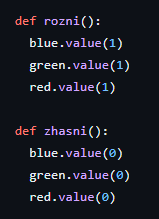 def rozni():
  blue.value(1)
  green.value(1)
  red.value(1)

def zhasni():
  blue.value(0)
  green.value(0)
  red.value(0)